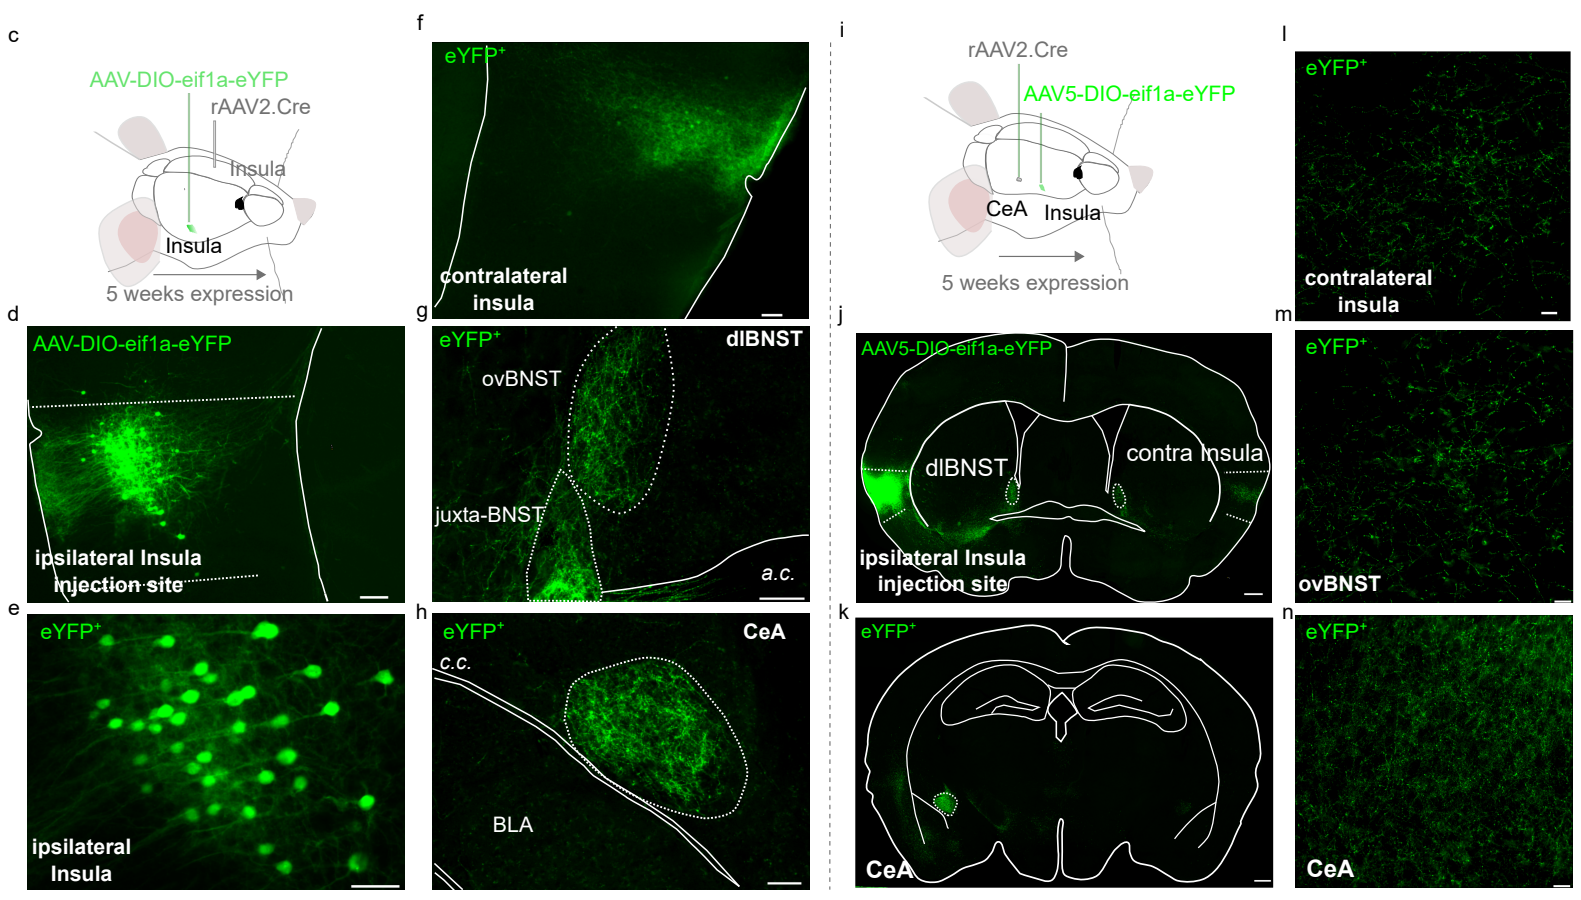 c
AAV-DIO-eif1a-eYFP
rAAV2.Cre
Insula
Insula
5 weeks expression
d
AAV-DIO-eif1a-eYFP
ipsilateral Insula
injection site
e
eYFP+
ipsilateral
Insula
f
eYFP+
contralateral
insula
g
eYFP+
dlBNST
ovBNST
juxta-BNST
a.c.
h
eYFP+
CeA
c.c.
BLA
i
rAAV2.Cre
AAV5-DIO-eif1a-eYFP
CeA
Insula
5 weeks expression
j
AAV5-DIO-eif1a-eYFP
dlBNST
contra Insula
ipsilateral Insula
injection site
k
eYFP+
CeA
l
eYFP+
contralateral
insula
m
eYFP+
ovBNST
n
eYFP+
CeA